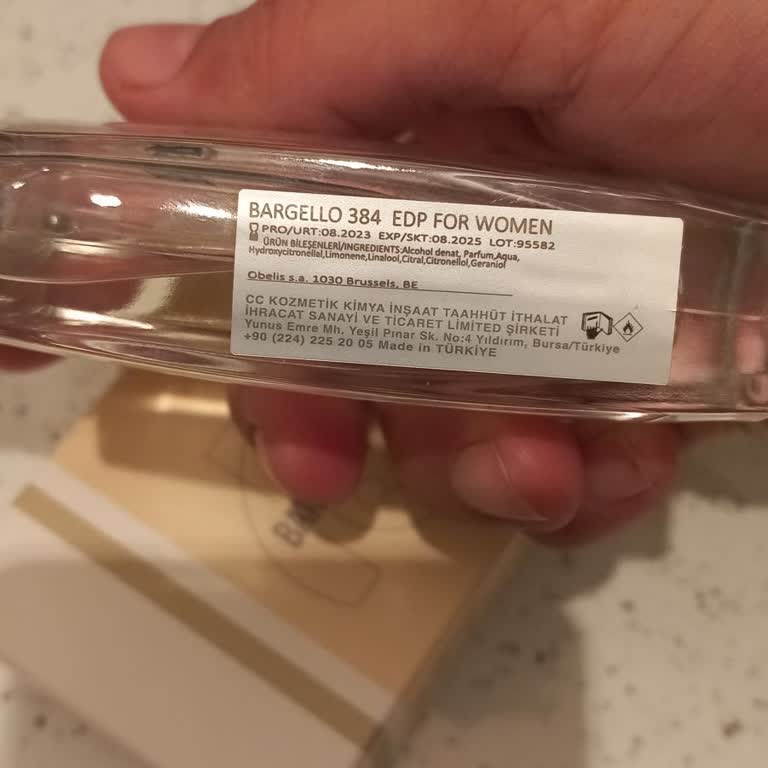 BARGELLO 384 EDP FOR WOMEN
PRO/URT:08.2023 EXP/SKT:08.2025 LOT:95582
ÜRÜN BİLEŞENLERİ/INGREDIENTS:Alcohol denat, Parfum,Aqua,
Hydroxycitronellal,Limonene,Linalool,Citral,Citronellol,Geraniol
Obelis s.a. 1030 Brussels, BE
CC KOZMETİK KİMYA İNŞAAT TAAHHÜT İTHALAT
İHRACAT SANAYİ VE TİCARET LİMİTED ŞİRKETİ
Yunus Emre Mh. Yeşil Pınar Sk. No:4 Yıldırım, Bursa/Türkiye
+90 (224) 225 20 05 Made in TÜRKİYE